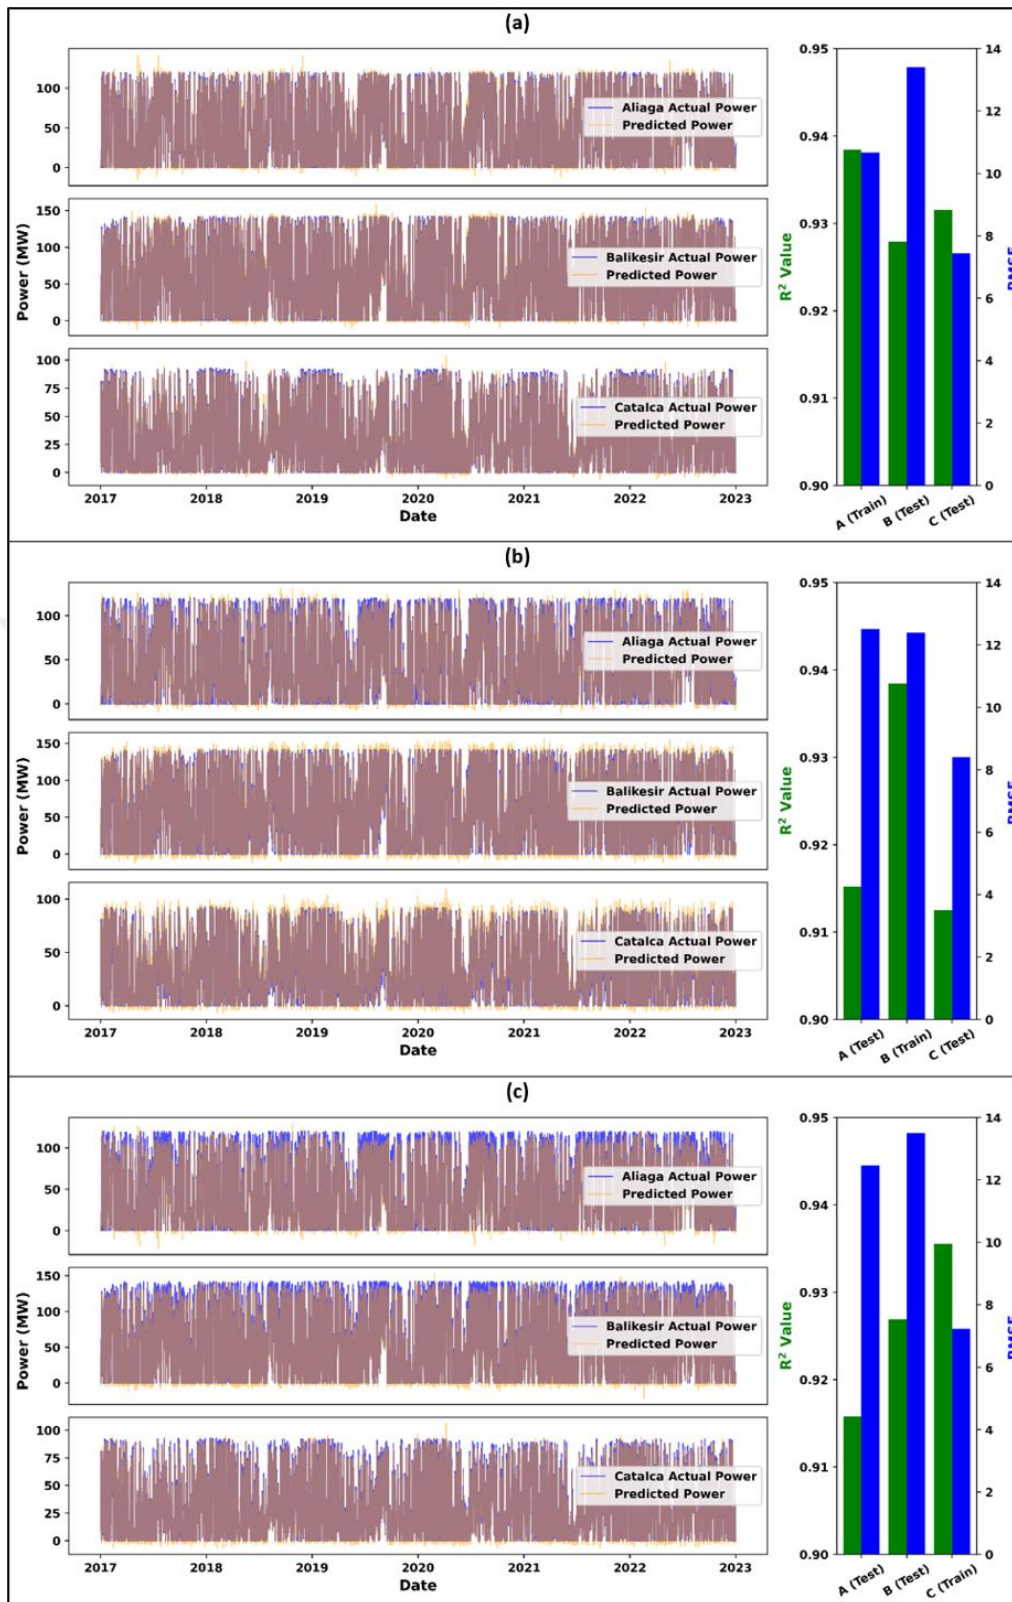 (a)
Power (MW)
100
50
0
Aliaga Actual Power
Predicted Power
150
100
50
0
Balikesir Actual Power
Predicted Power
100
75
50
25
0
Catalca Actual Power
Predicted Power
2017 2018 2019 2020 2021 2022 2023
Date
R² Value
0.95
0.94
0.93
0.92
0.91
0.90
14
12
10
8
6
4
2
0
RMSE
A (Train) B (Test) C (Test)
(b)
Power (MW)
100
50
0
Aliaga Actual Power
Predicted Power
150
100
50
0
Balikesir Actual Power
Predicted Power
100
50
0
Catalca Actual Power
Predicted Power
2017 2018 2019 2020 2021 2022 2023
Date
R² Value
0.95
0.94
0.93
0.92
0.91
0.90
14
12
10
8
6
4
2
0
RMSE
A (Test) B (Train) C (Test)
(c)
Power (MW)
100
50
0
Aliaga Actual Power
Predicted Power
150
100
50
0
Balikesir Actual Power
Predicted Power
100
75
50
25
0
Catalca Actual Power
Predicted Power
2017 2018 2019 2020 2021 2022 2023
Date
R² Value
0.95
0.94
0.93
0.92
0.91
0.90
14
12
10
8
6
4
2
0
RMSE
A (Test) B (Test) C (Train)